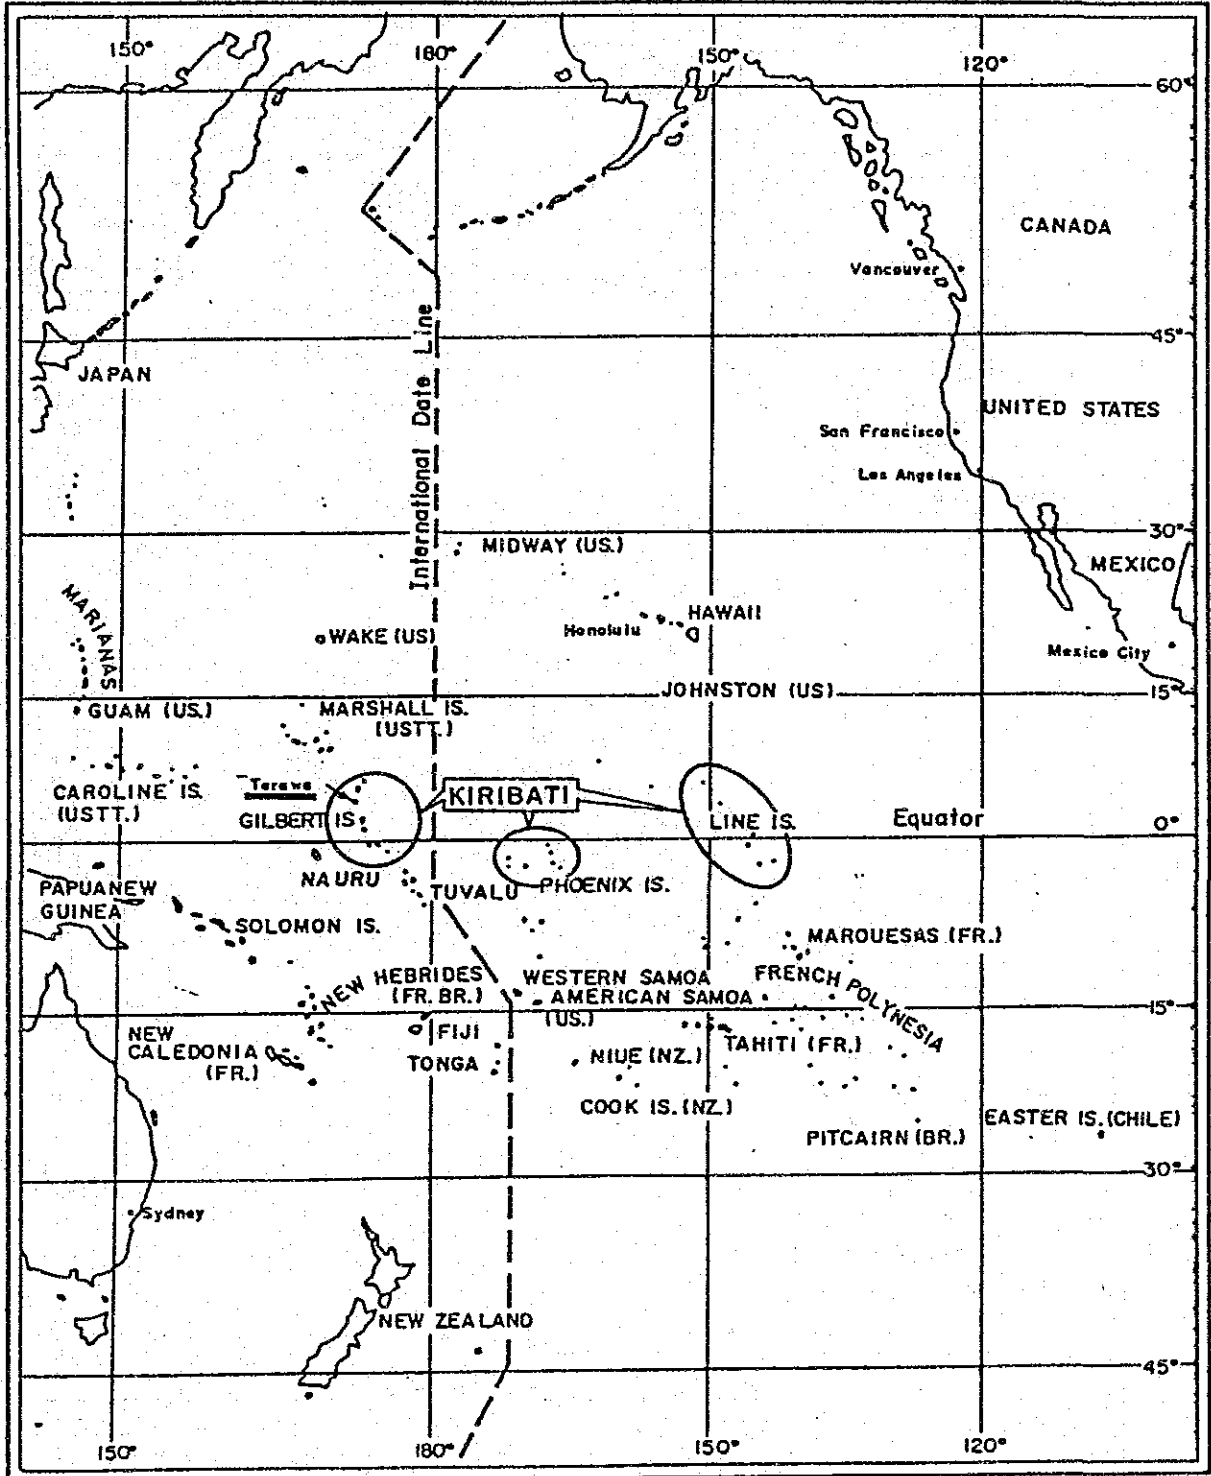 150°
180°
150°
120°
60°
CANADA
Vancouver
International Date Line
45°
JAPAN
UNITED STATES
San Francisco
Los Angeles
30°
MIDWAY (US.)
MEXICO
MARIANAS
HAWAII
Honolulu
WAKE (US)
Mexico City
JOHNSTON (US)
15°
GUAM (US.)
MARSHALL IS.
(USTT.)
CAROLINE IS.
(USTT.)
Tarawa
KIRIBATI
GILBERT IS
LINE IS.
Equator
0°
NAURU
TUVALU
PHOENIX IS.
PAPUANEW
GUINEA
SOLOMON IS.
MAROUESAS (FR.)
NEW HEBRIDES
(FR. BR.)
WESTERN SAMOA
AMERICAN SAMOA
(US.)
FRENCH POLYNESIA
15°
NEW
CALEDONIA
(FR.)
FIJI
TONGA
NIUE (NZ.)
TAHITI (FR.)
COOK IS. (NZ.)
PITCAIRN (BR.)
EASTER IS. (CHILE)
30°
Sydney
NEW ZEALAND
45°
150°
180°
150°
120°